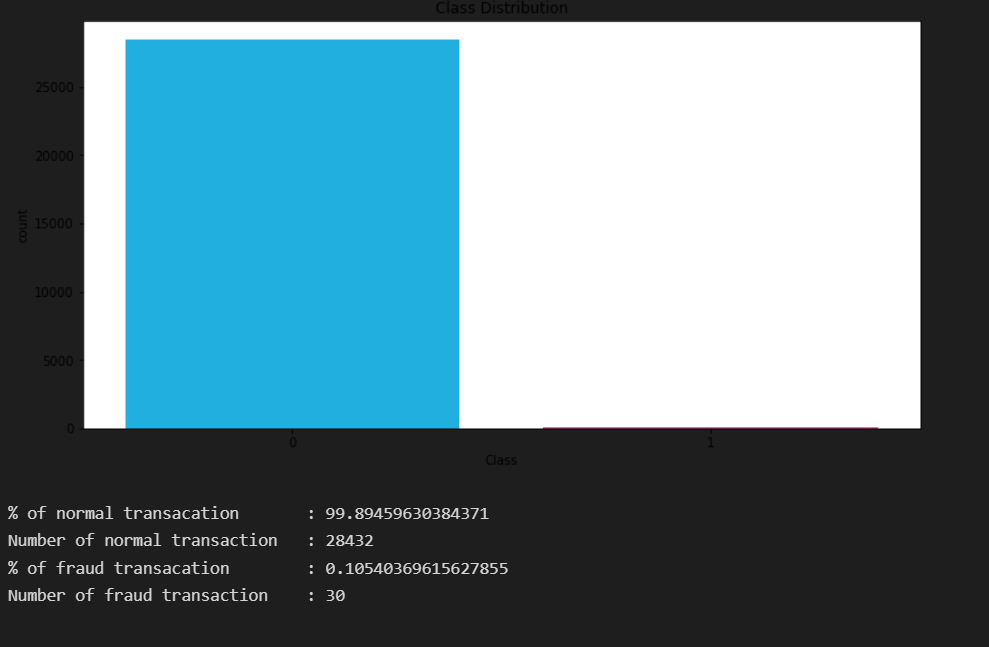 Class Distribution
25000
20000
15000
10000
5000
0
count
0 1
Class
% of normal transacation : 99.89459630384371
Number of normal transaction : 28432
% of fraud transacation : 0.10540369615627855
Number of fraud transaction : 30